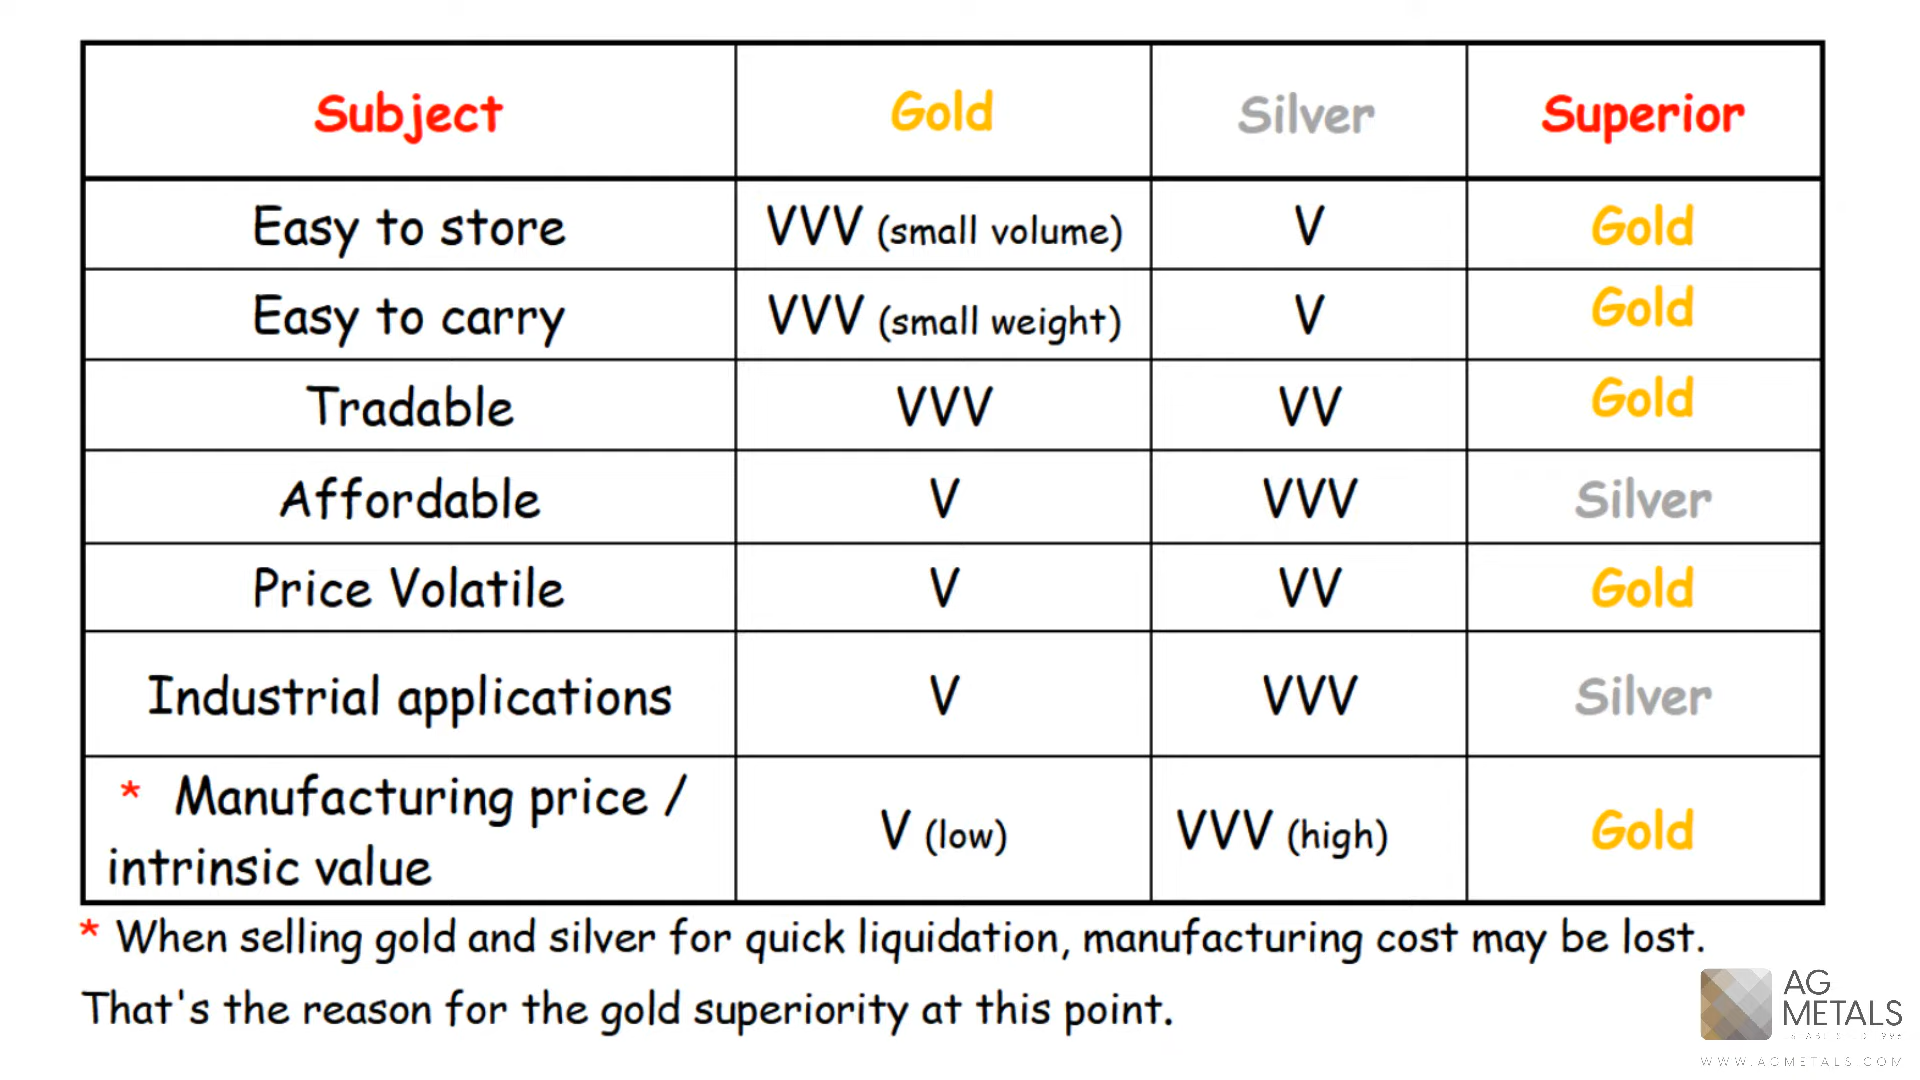 Subject Gold Silver Superior
Easy to store VVV (small volume) V Gold
Easy to carry VVV (small weight) V Gold
Tradable VVV VV Gold
Affordable V VVV Silver
Price Volatile V VV Gold
Industrial applications V VVV Silver
* Manufacturing price /
intrinsic value V (low) VVV (high) Gold
* When selling gold and silver for quick liquidation, manufacturing cost may be lost.
That's the reason for the gold superiority at this point.
AG
METALS
WWW.AGMETALS.COM